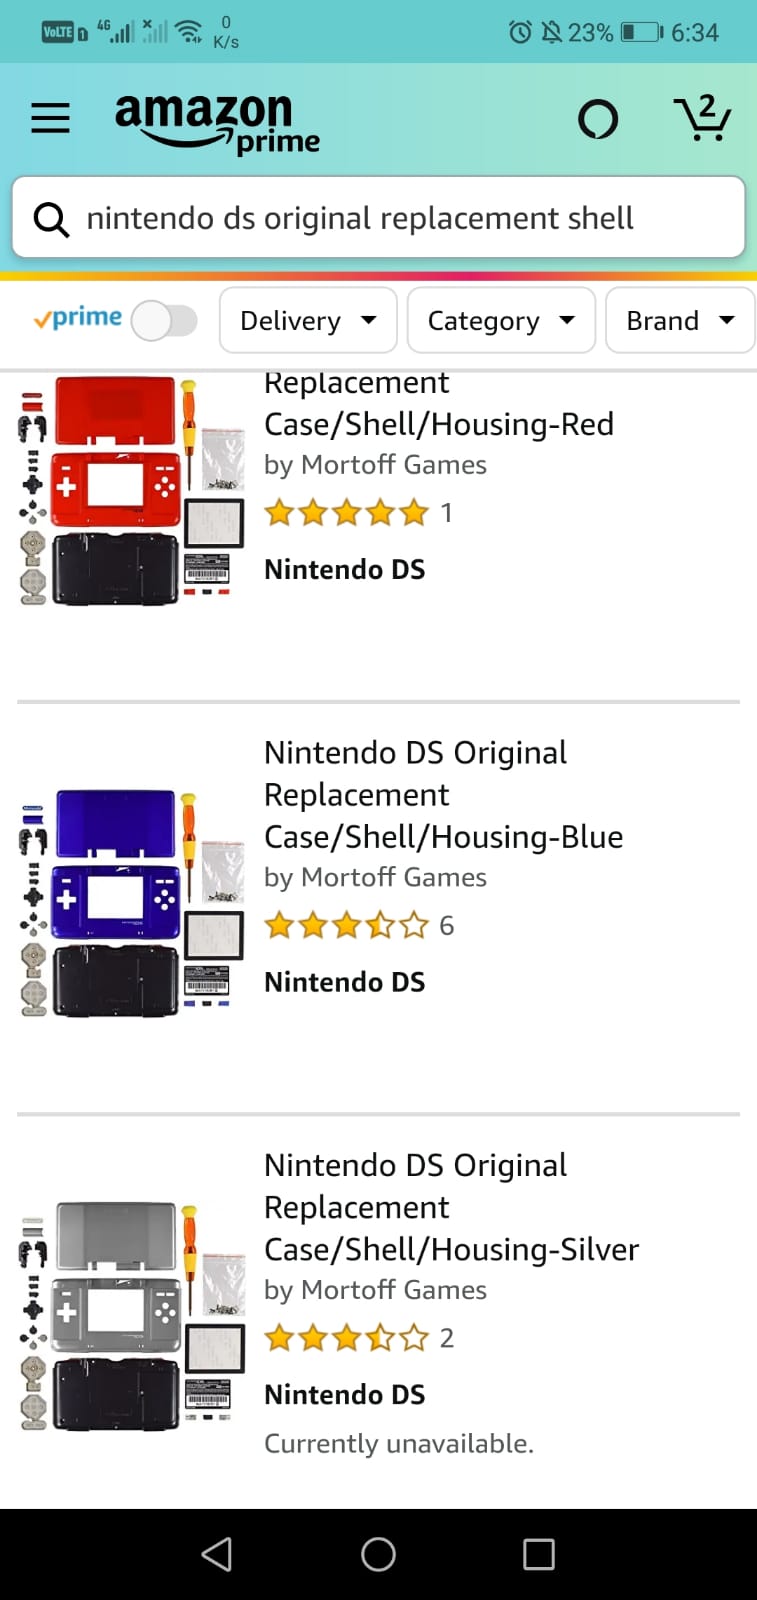 VoLTE 1 4G 0 K/s 23% 6:34
amazon prime 2
nintendo ds original replacement shell
prime Delivery Category Brand
Replacement
Case/Shell/Housing-Red
by Mortoff Games
1
Nintendo DS
Nintendo DS Original
Replacement
Case/Shell/Housing-Blue
by Mortoff Games
6
Nintendo DS
Nintendo DS Original
Replacement
Case/Shell/Housing-Silver
by Mortoff Games
2
Nintendo DS
Currently unavailable.